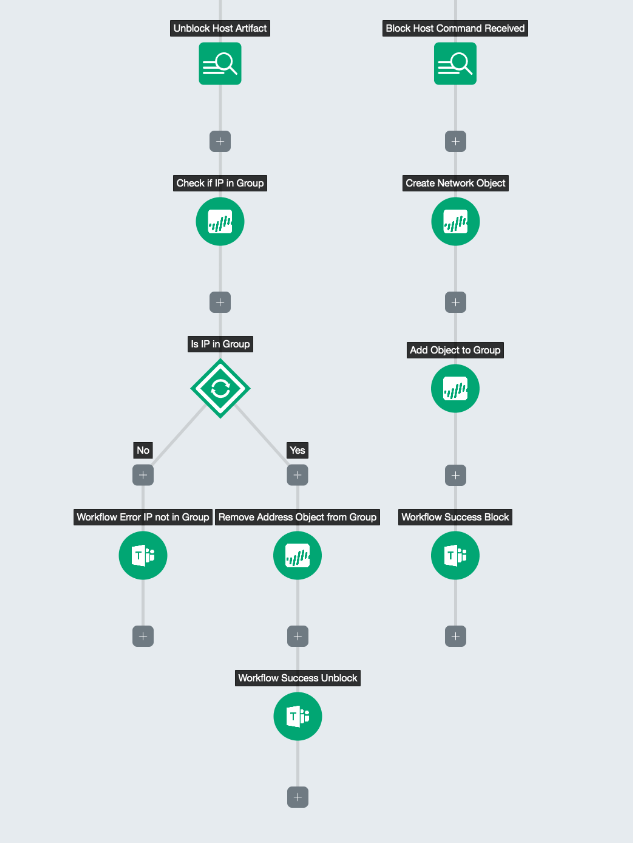 Unblock Host Artifact
Block Host Command Received
Check if IP in Group
Create Network Object
Is IP in Group
Add Object to Group
No
Yes
Workflow Error IP not in Group
Remove Address Object from Group
Workflow Success Block
T
T
Workflow Success Unblock
T